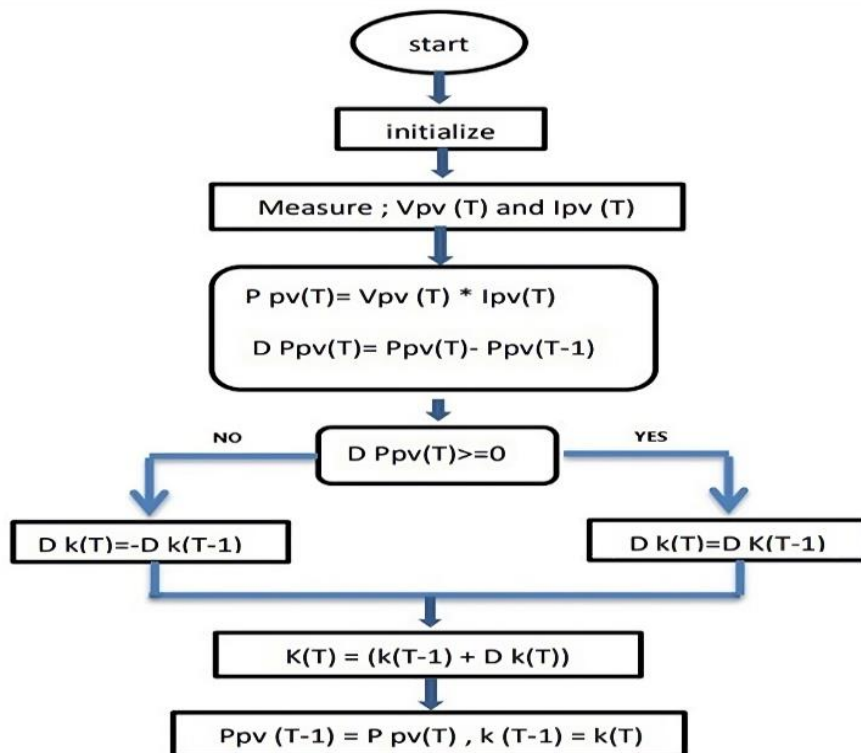 start
initialize
Measure ; Vpv (T) and Ipv (T)
P pv(T)= Vpv (T) * Ipv(T)
D Ppv(T)= Ppv(T)- Ppv(T-1)
NO
D Ppv(T)>=0
YES
D k(T)=-D k(T-1)
D k(T)=D K(T-1)
K(T) = (k(T-1) + D k(T))
Ppv (T-1) = P pv(T) , k (T-1) = k(T)